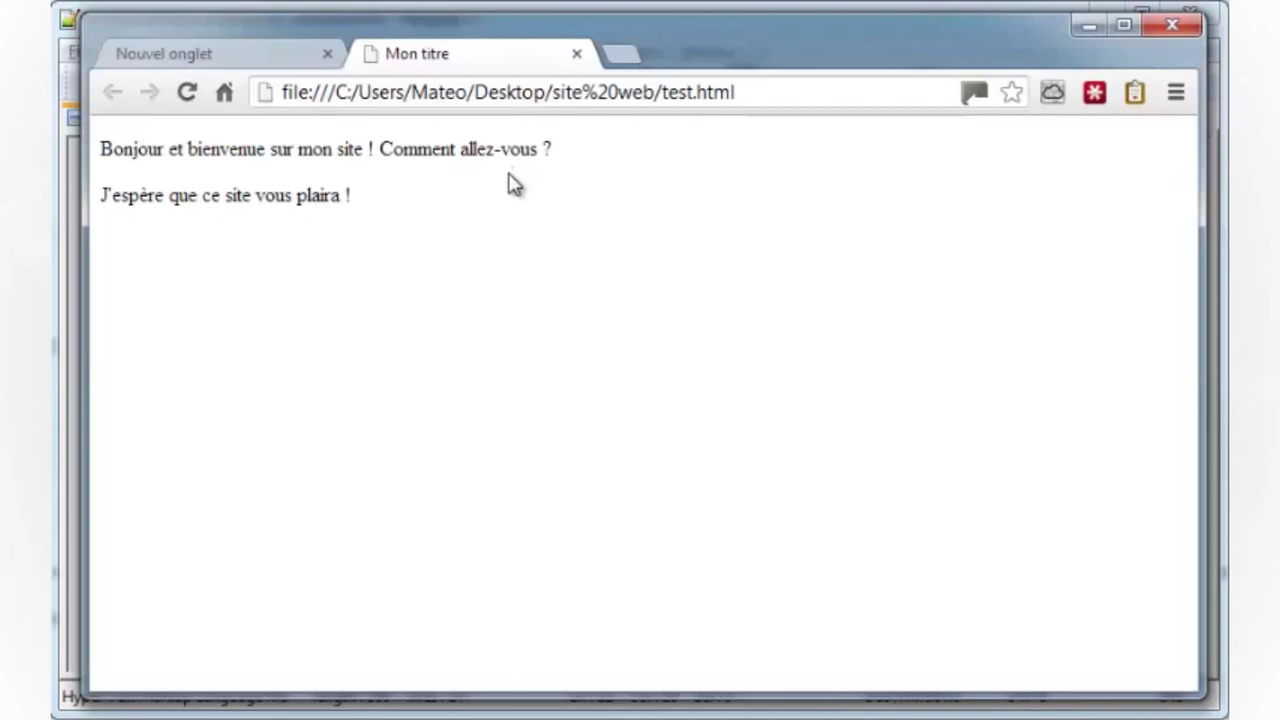 Nouvel onglet
Mon titre
file:///C:/Users/Mateo/Desktop/site%20web/test.html
Bonjour et bienvenue sur mon site ! Comment allez-vous ?
J'espère que ce site vous plaira !